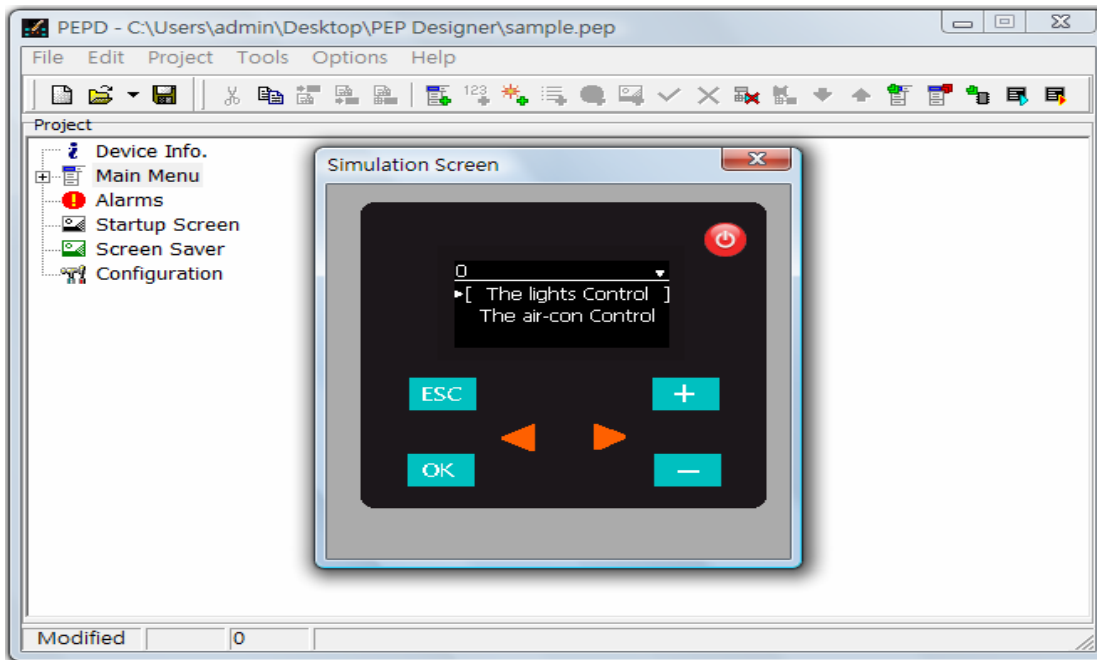 PEPD - C:\Users\admin\Desktop\PEP Designer\sample.pep
File Edit Project Tools Options Help
123
Project
Device Info.
Main Menu
Alarms
Startup Screen
Screen Saver
Configuration
Simulation Screen
0
[ The lights Control ]
The air-con Control
ESC +
OK −
Modified 0